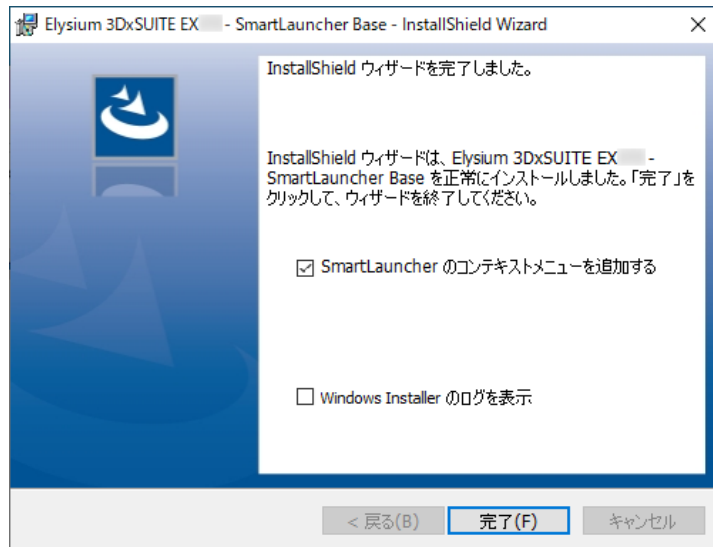 Elysium 3DxSUITE EX - SmartLauncher Base - InstallShield Wizard
InstallShield ウィザードを完了しました。
InstallShield ウィザードは、Elysium 3DxSUITE EX -
SmartLauncher Base を正常にインストールしました。「完了」を
クリックして、ウィザードを終了してください。
SmartLauncher のコンテキストメニューを追加する
Windows Installer のログを表示
< 戻る(B)
完了(F)
キャンセル